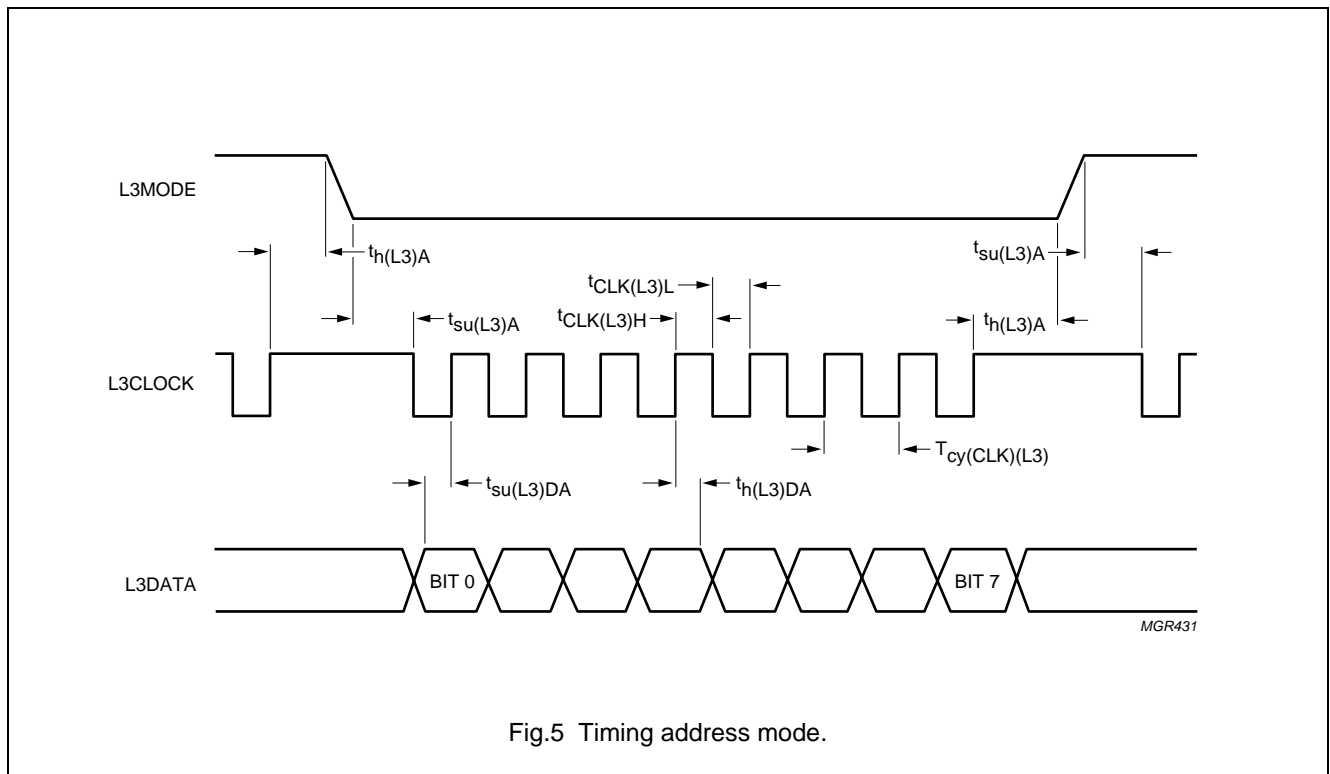 L3MODE
th(L3)A
tsu(L3)A
tCLK(L3)L
tCLK(L3)H
tsu(L3)A
th(L3)A
L3CLOCK
Tcy(CLK)(L3)
tsu(L3)DA
th(L3)DA
L3DATA
BIT 0
BIT 7
MGR431
Fig.5 Timing address mode.